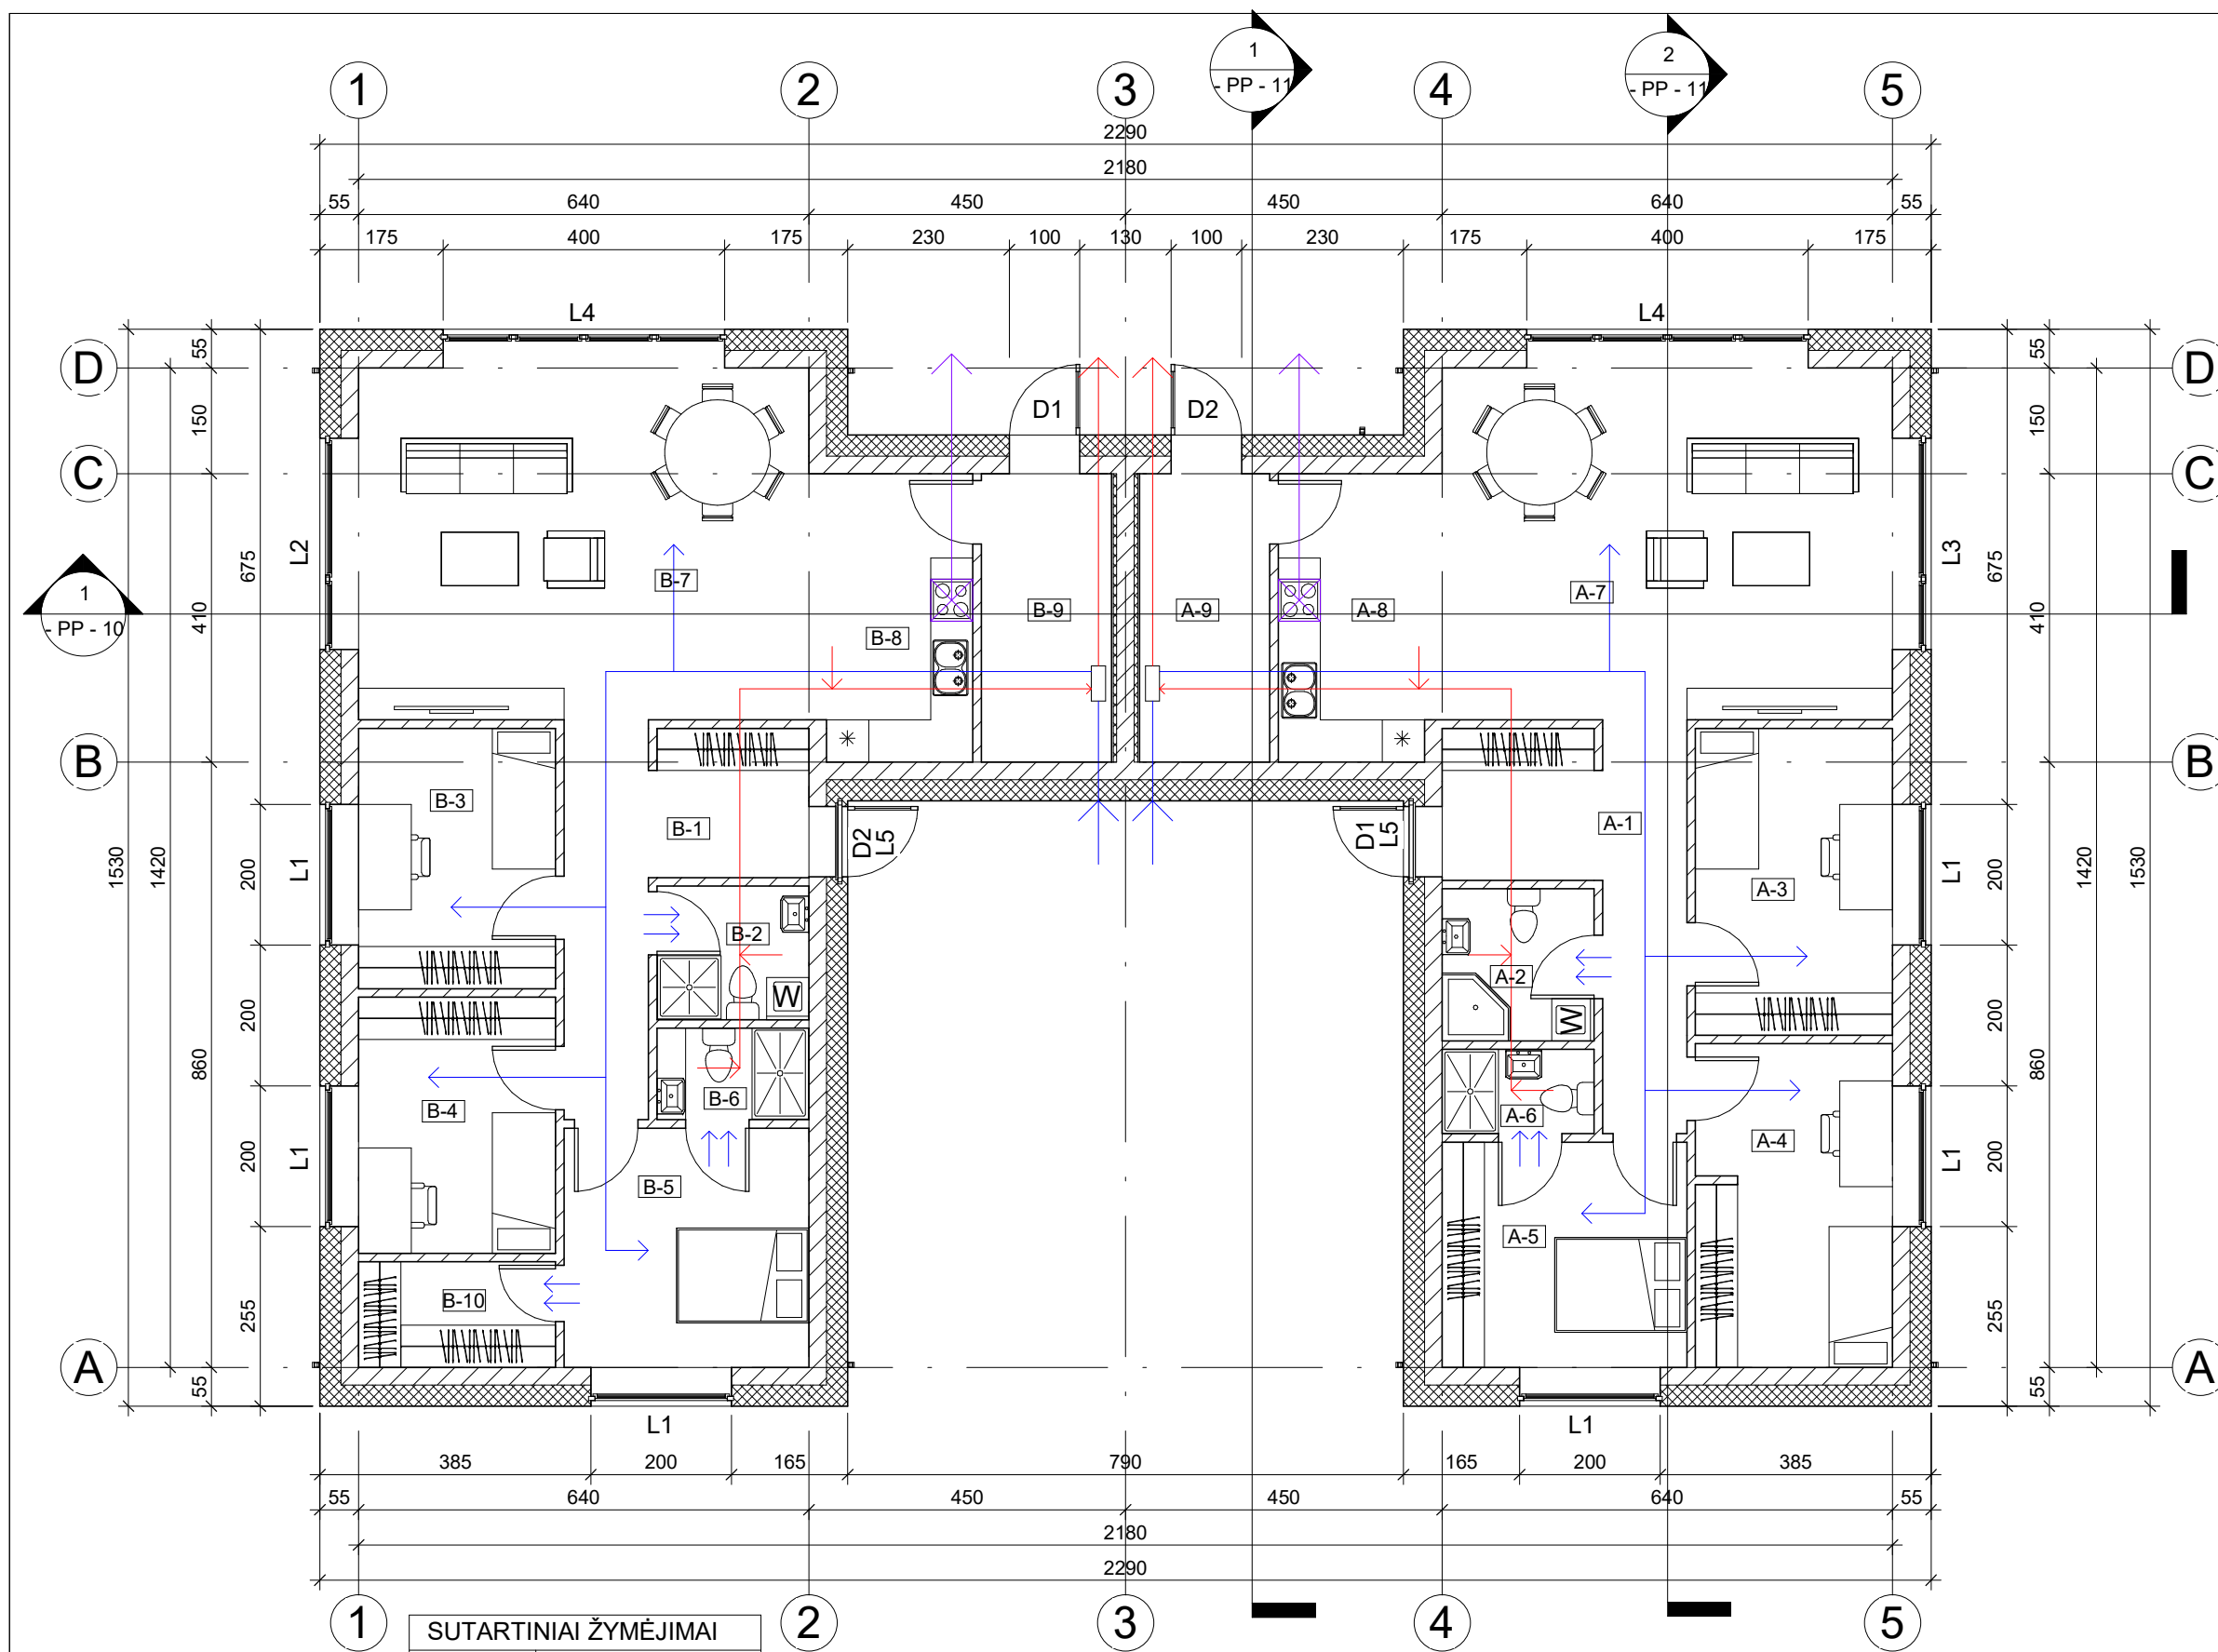 1
- PP - 11
2
- PP - 11
1 2 3 4 5
2290
2180
55 640 450 450 640 55
175 400 175 230 100 130 100 230 175 400 175
L4 L4
D D
55 55
D1 D2
150 150
C C
L2 L3
675 675
1
- PP - 10
410 410
B-7 A-7
B-9 A-9 A-8
B-8
B B
B-3
B-1 A-1
D2 L5 D1 L5
1530 1420 200 L1 L1 200 1420 1530
A-3
B-2
A-2
W W
200 200
860 860
B-4 B-6 A-6
A-4
200 L1 L1 200
B-5
A-5
255 255
B-10
A A
55 55
L1 L1
385 200 165 790 165 200 385
55 640 450 450 640 55
2180
2290
1 2 3 4 5
SUTARTINIAI ŽYMĖJIMAI